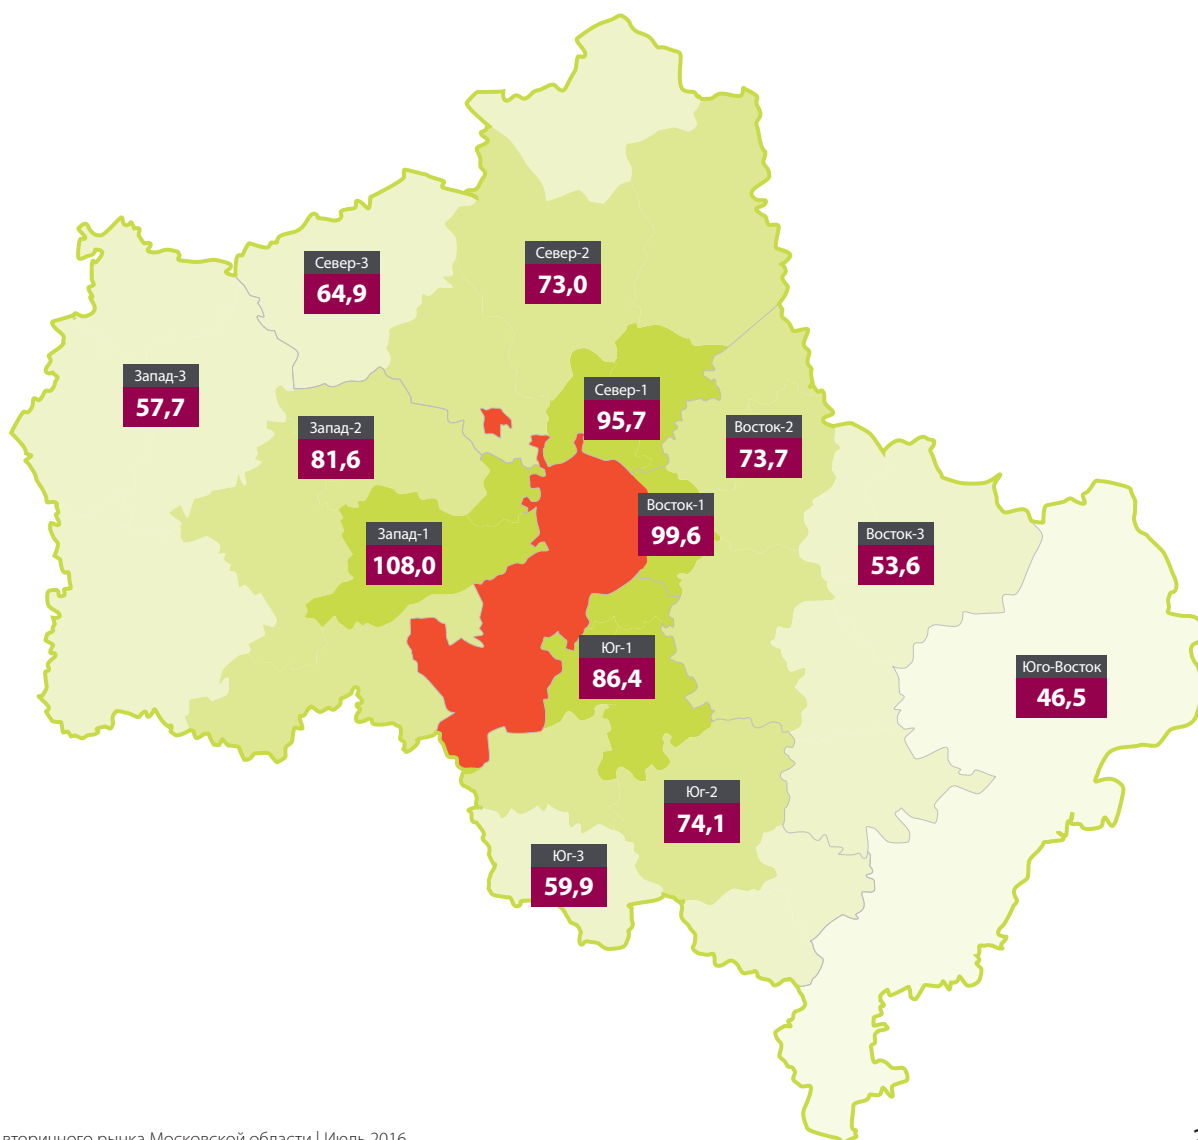 Север-2
73,0
Север-3
64,9
Запад-3
57,7
Север-1
95,7
Запад-2
81,6
Восток-2
73,7
Восток-1
99,6
Запад-1
108,0
Восток-3
53,6
Юг-1
86,4
Юго-Восток
46,5
Юг-2
74,1
Юг-3
59,9
вторичного рынка Московской области | Июль 2016